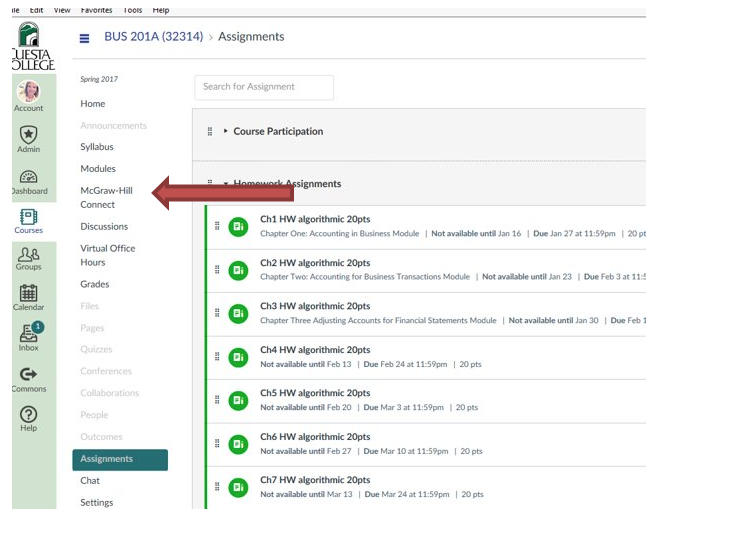 Edit View Favorites Tools Help
BUS 201A (32314) > Assignments
CUESTA
COLLEGE
Account
Admin
Dashboard
Courses
Groups
Calendar
1
Inbox
Commons
Help
Spring 2017
Home
Announcements
Syllabus
Modules
McGraw-Hill
Connect
Discussions
Virtual Office
Hours
Grades
Files
Pages
Quizzes
Conferences
Collaborations
People
Outcomes
Assignments
Chat
Settings
Search for Assignment
Course Participation
Homework Assignments
Ch1 HW algorithmic 20pts
Chapter One: Accounting in Business Module | Not available until Jan 16 | Due Jan 27 at 11:59pm | 20 pt
Ch2 HW algorithmic 20pts
Chapter Two: Accounting for Business Transactions Module | Not available until Jan 23 | Due Feb 3 at 11:5
Ch3 HW algorithmic 20pts
Chapter Three Adjusting Accounts for Financial Statements Module | Not available until Jan 30 | Due Feb 1
Ch4 HW algorithmic 20pts
Not available until Feb 13 | Due Feb 24 at 11:59pm | 20 pts
Ch5 HW algorithmic 20pts
Not available until Feb 20 | Due Mar 3 at 11:59pm | 20 pts
Ch6 HW algorithmic 20pts
Not available until Feb 27 | Due Mar 10 at 11:59pm | 20 pts
Ch7 HW algorithmic 20pts
Not available until Mar 13 | Due Mar 24 at 11:59pm | 20 pts